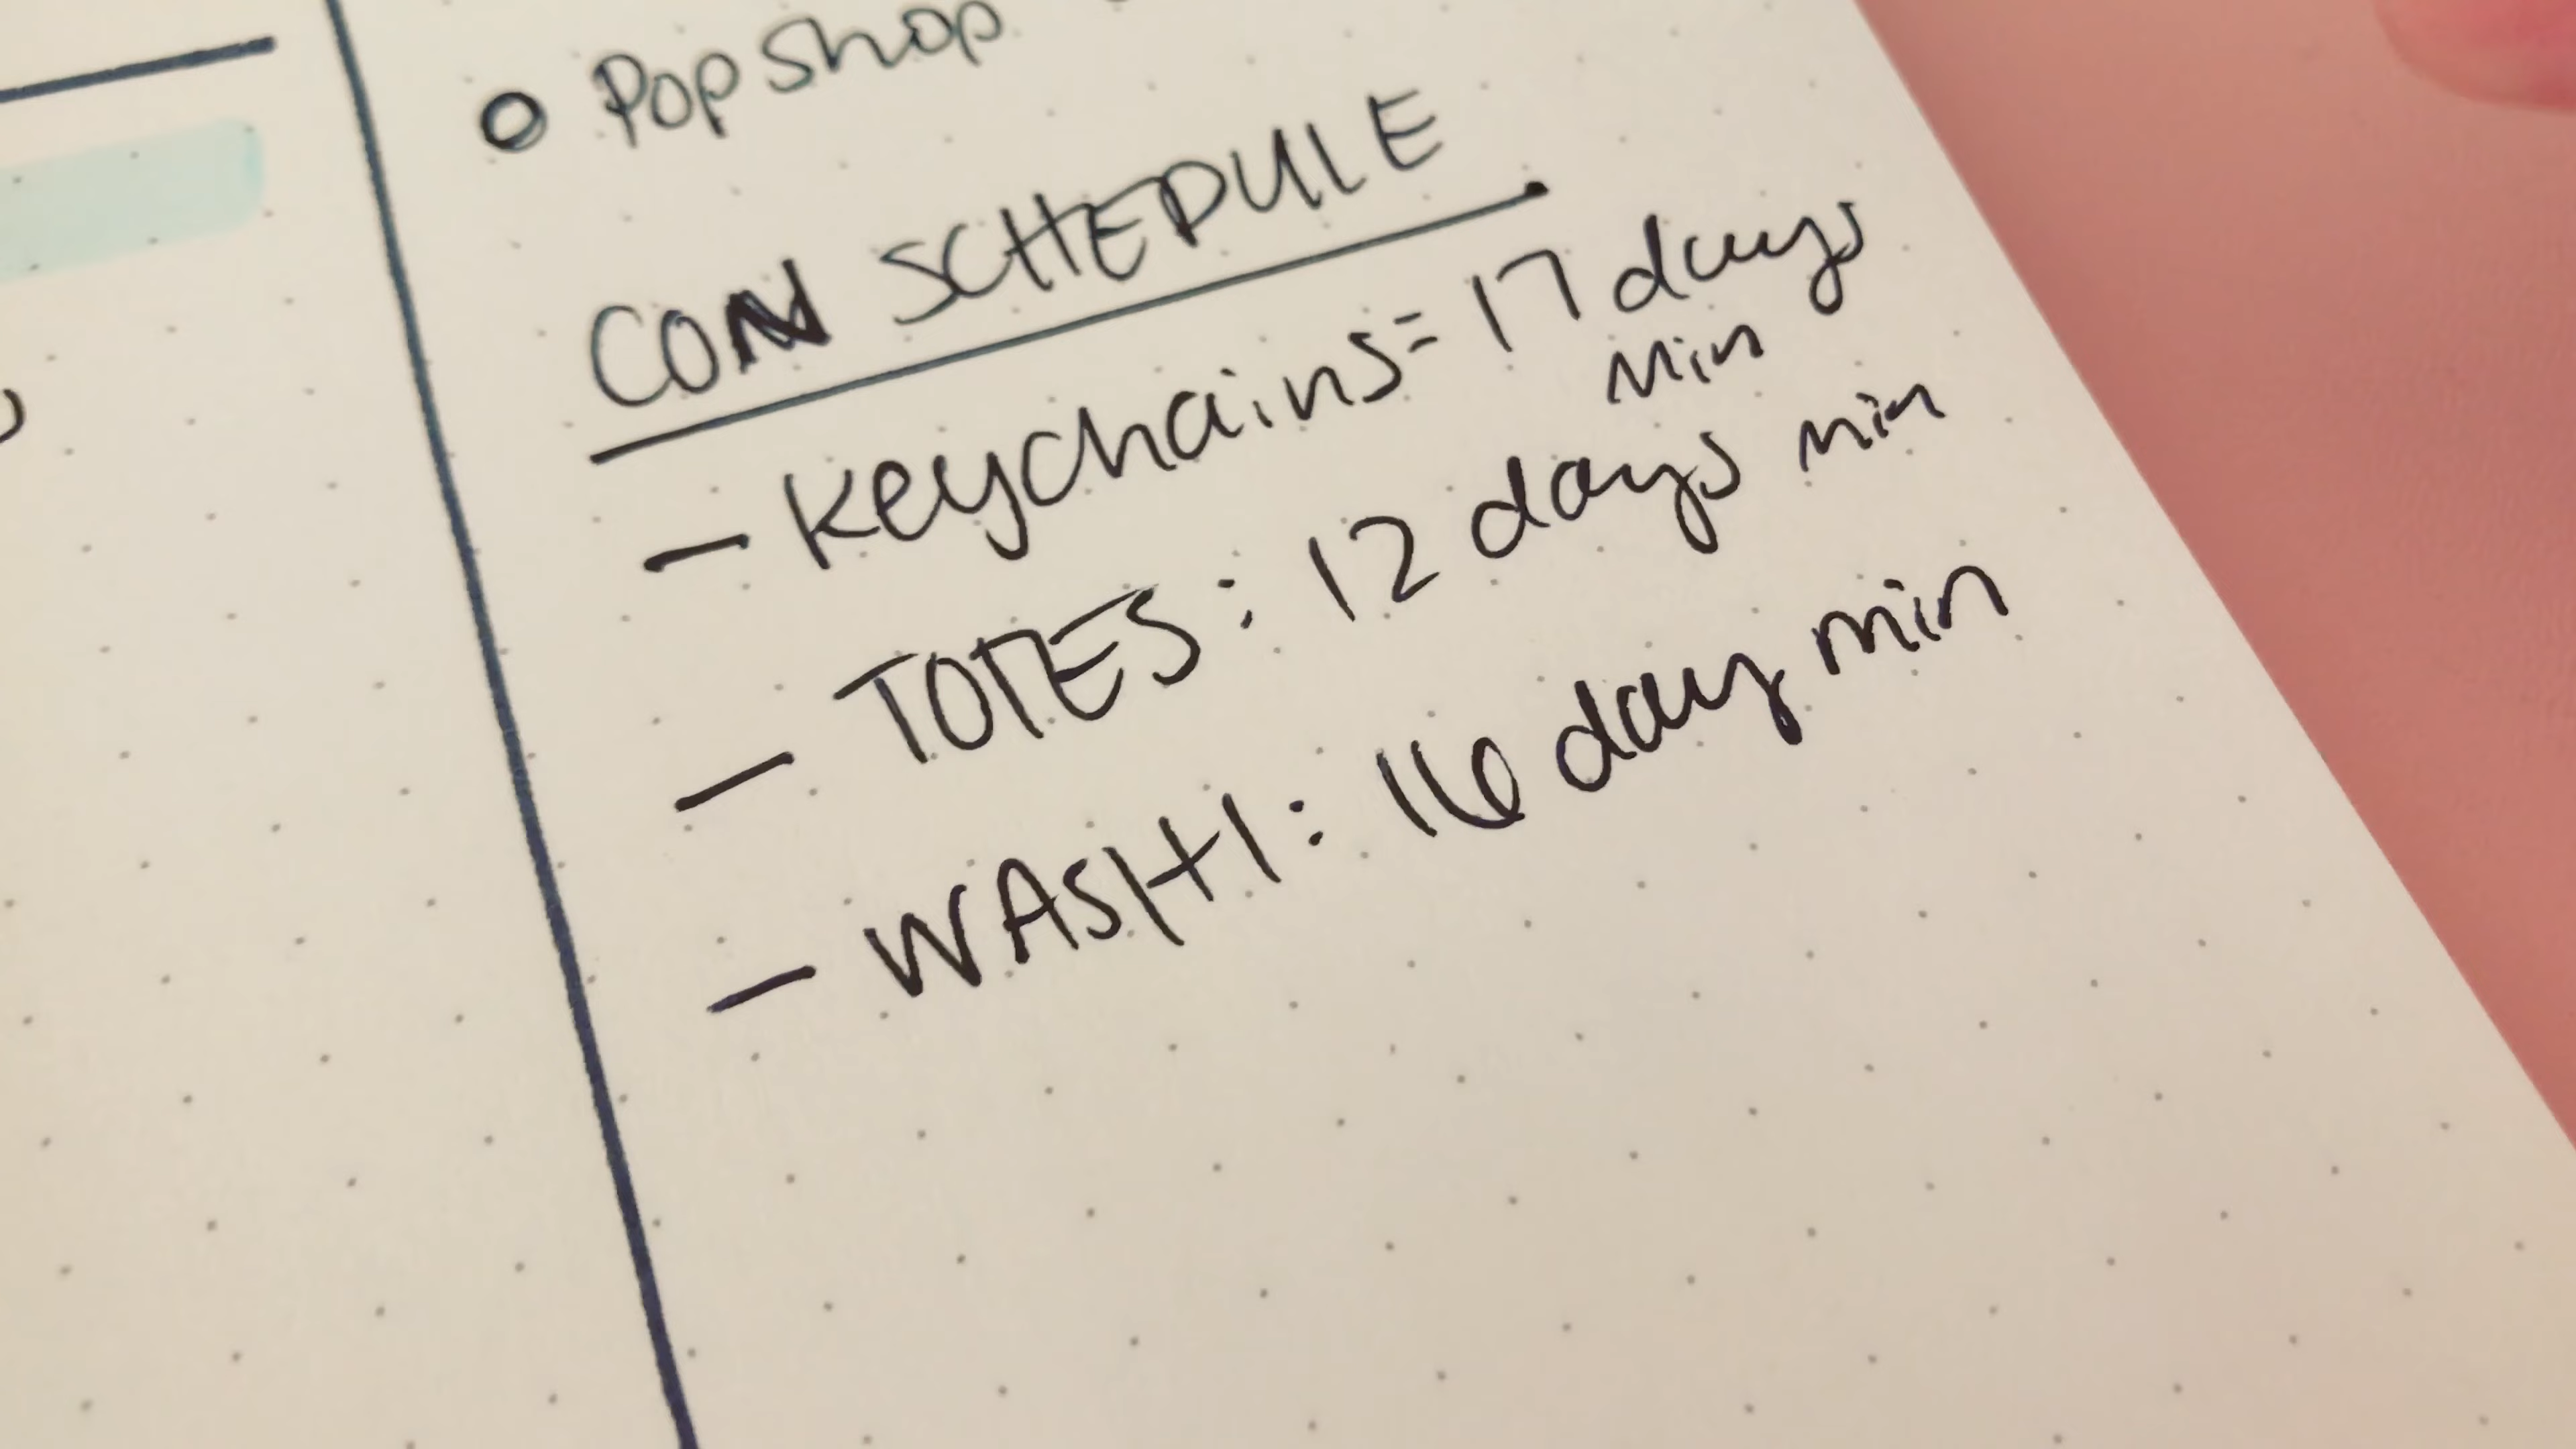 Pop Shop
CON SCHEDULE
- Keychains = 17 days
min
- TOTES : 12 days min
- WASHI : 16 day min